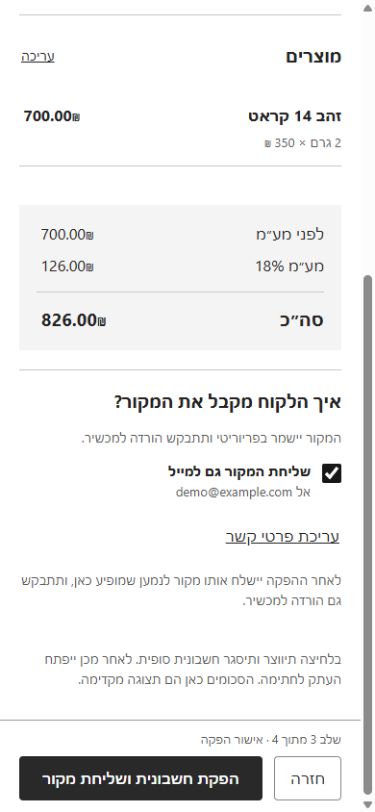 מוצרים
עריכה
זהב 14 קראט
700.00₪
2 גרם × 350 ₪
לפני מע״מ
700.00₪
מע״מ 18%
126.00₪
סה״כ
826.00₪
איך הלקוח מקבל את המקור?
המקור יישמר בפריוריטי ותתבקש הורדה למכשיר.
שליחת המקור גם למייל
אל demo@example.com
עריכת פרטי קשר
לאחר ההפקה יישלח אותו מקור לנמען שמופיע כאן, ותתבקש
גם הורדה למכשיר.
בלחיצה תיווצר ותיסגר חשבונית סופית. לאחר מכן ייפתח
העתק לחתימה. הסכומים כאן הם תצוגה מקדימה.
שלב 3 מתוך 4 · אישור הפקה
חזרה
הפקת חשבונית ושליחת מקור